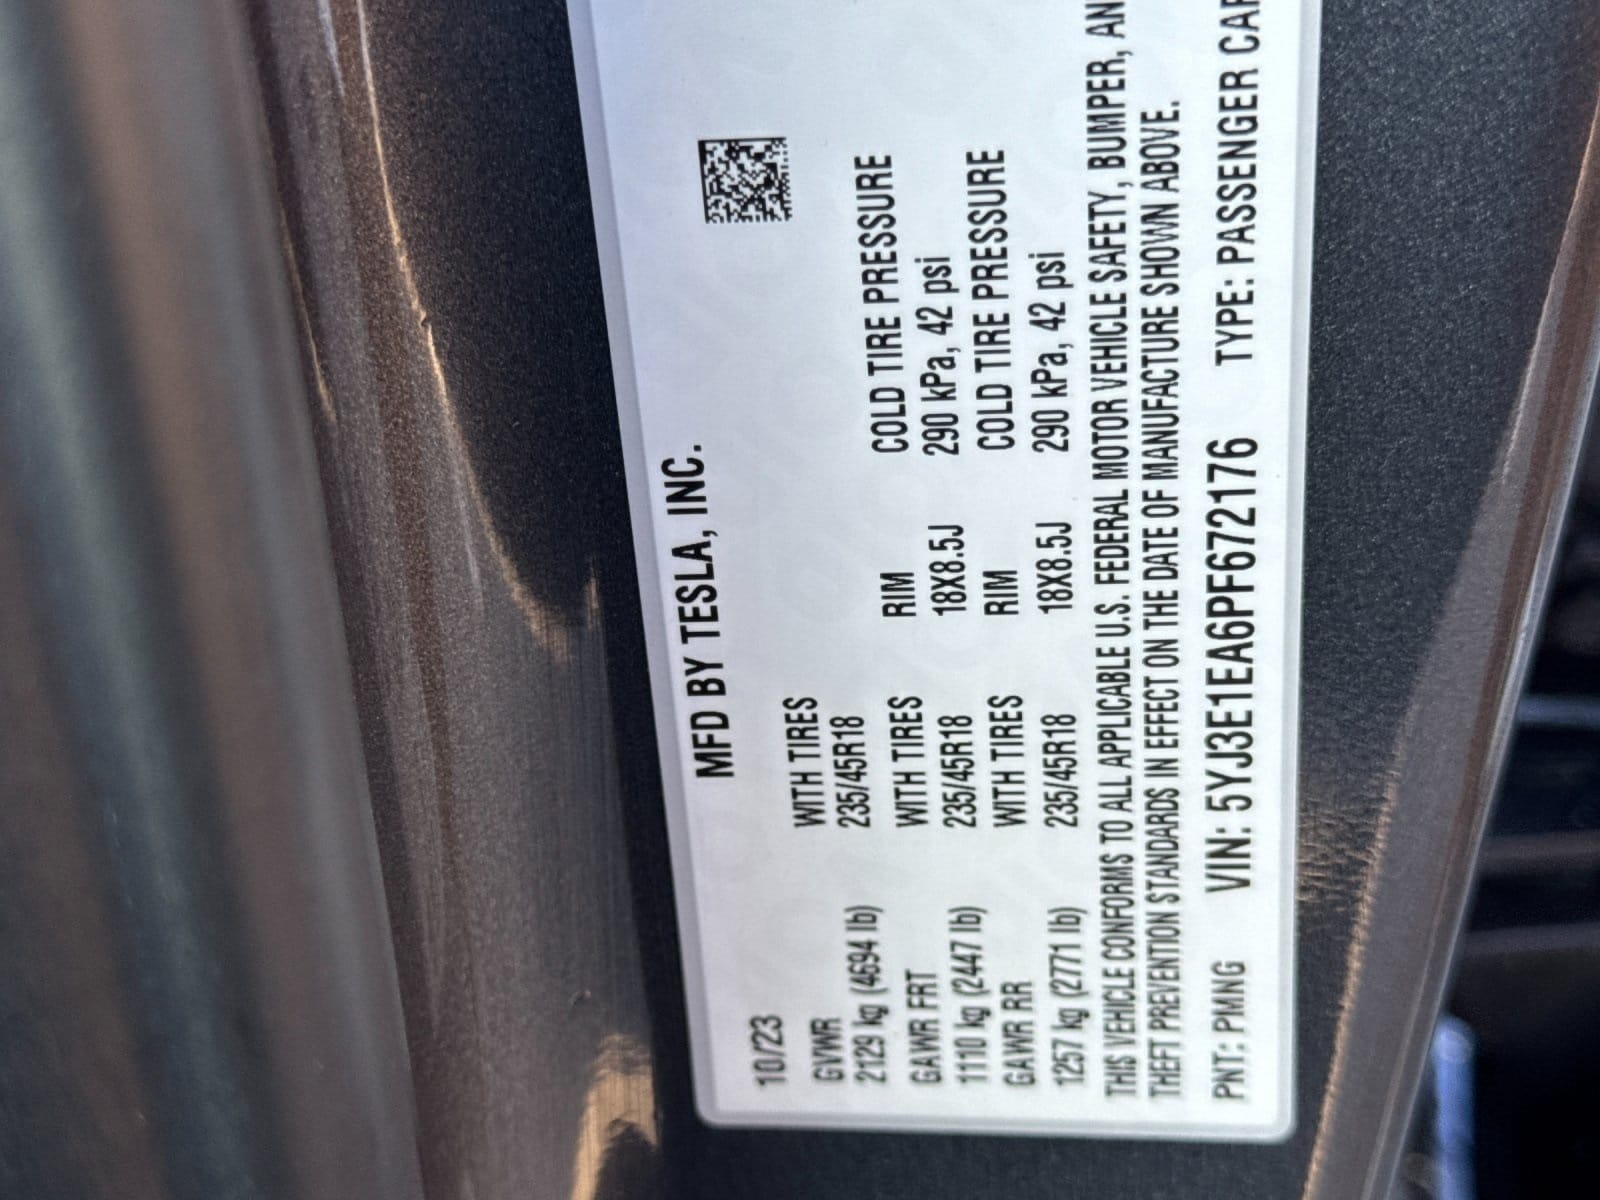 MFD BY TESLA, INC.
10/23
GVWR WITH TIRES
2129 kg (4694 lb) 235/45R18
GAWR FRT WITH TIRES RIM COLD TIRE PRESSURE
1110 kg (2447 lb) 235/45R18 18X8.5J 290 kPa, 42 psi
GAWR RR WITH TIRES RIM COLD TIRE PRESSURE
1257 kg (2771 lb) 235/45R18 18X8.5J 290 kPa, 42 psi
THIS VEHICLE CONFORMS TO ALL APPLICABLE U.S. FEDERAL MOTOR VEHICLE SAFETY, BUMPER, AN
THEFT PREVENTION STANDARDS IN EFFECT ON THE DATE OF MANUFACTURE SHOWN ABOVE.
PNT: PMNG VIN: 5YJ3E1EA6PF672176 TYPE: PASSENGER CAR